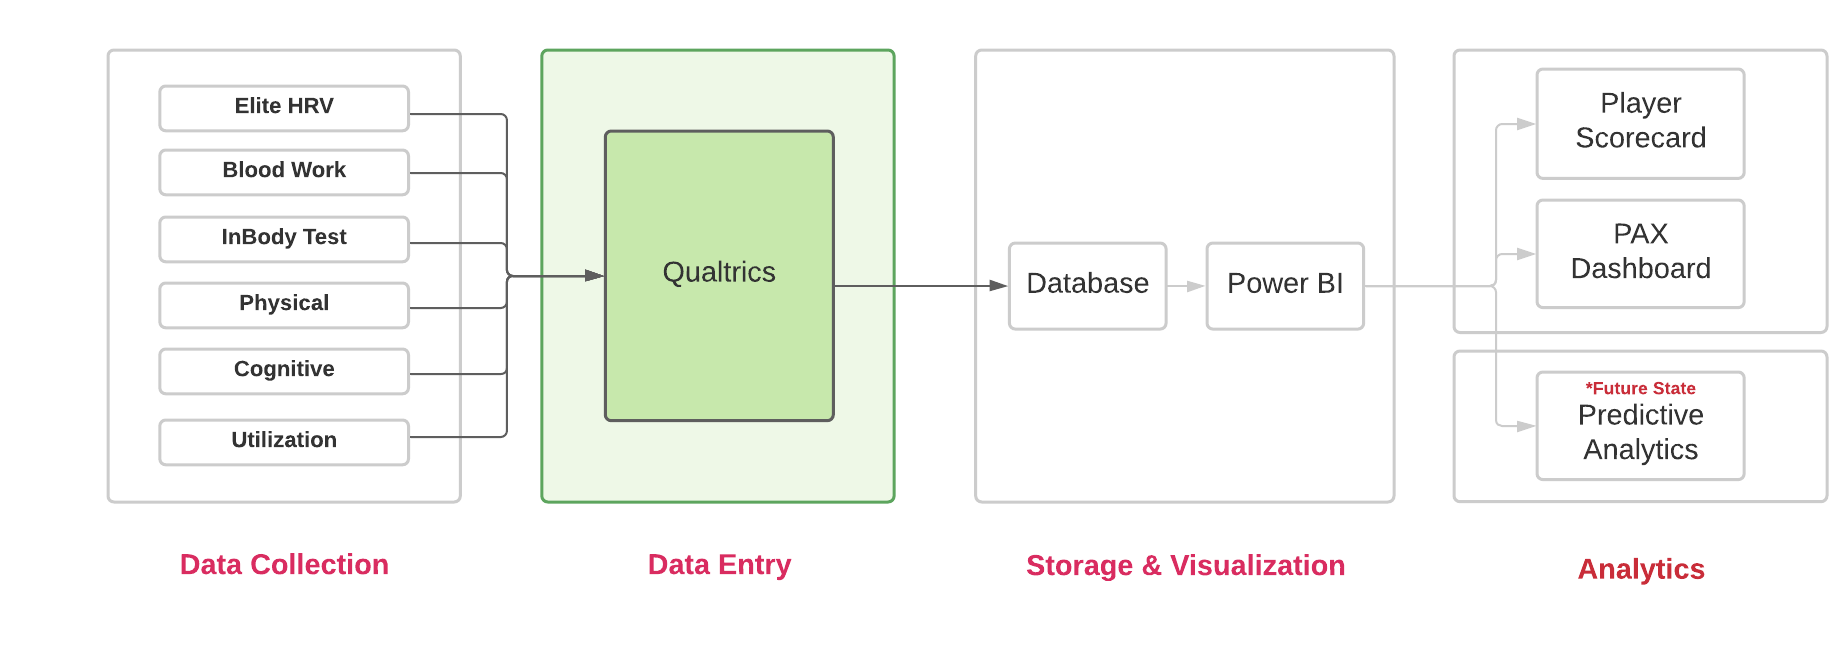 Elite HRV
Blood Work
InBody Test
Physical
Cognitive
Utilization
Data Collection
Qualtrics
Data Entry
Database
Power BI
Storage & Visualization
Player
Scorecard
PAX
Dashboard
*Future State
Predictive
Analytics
Analytics